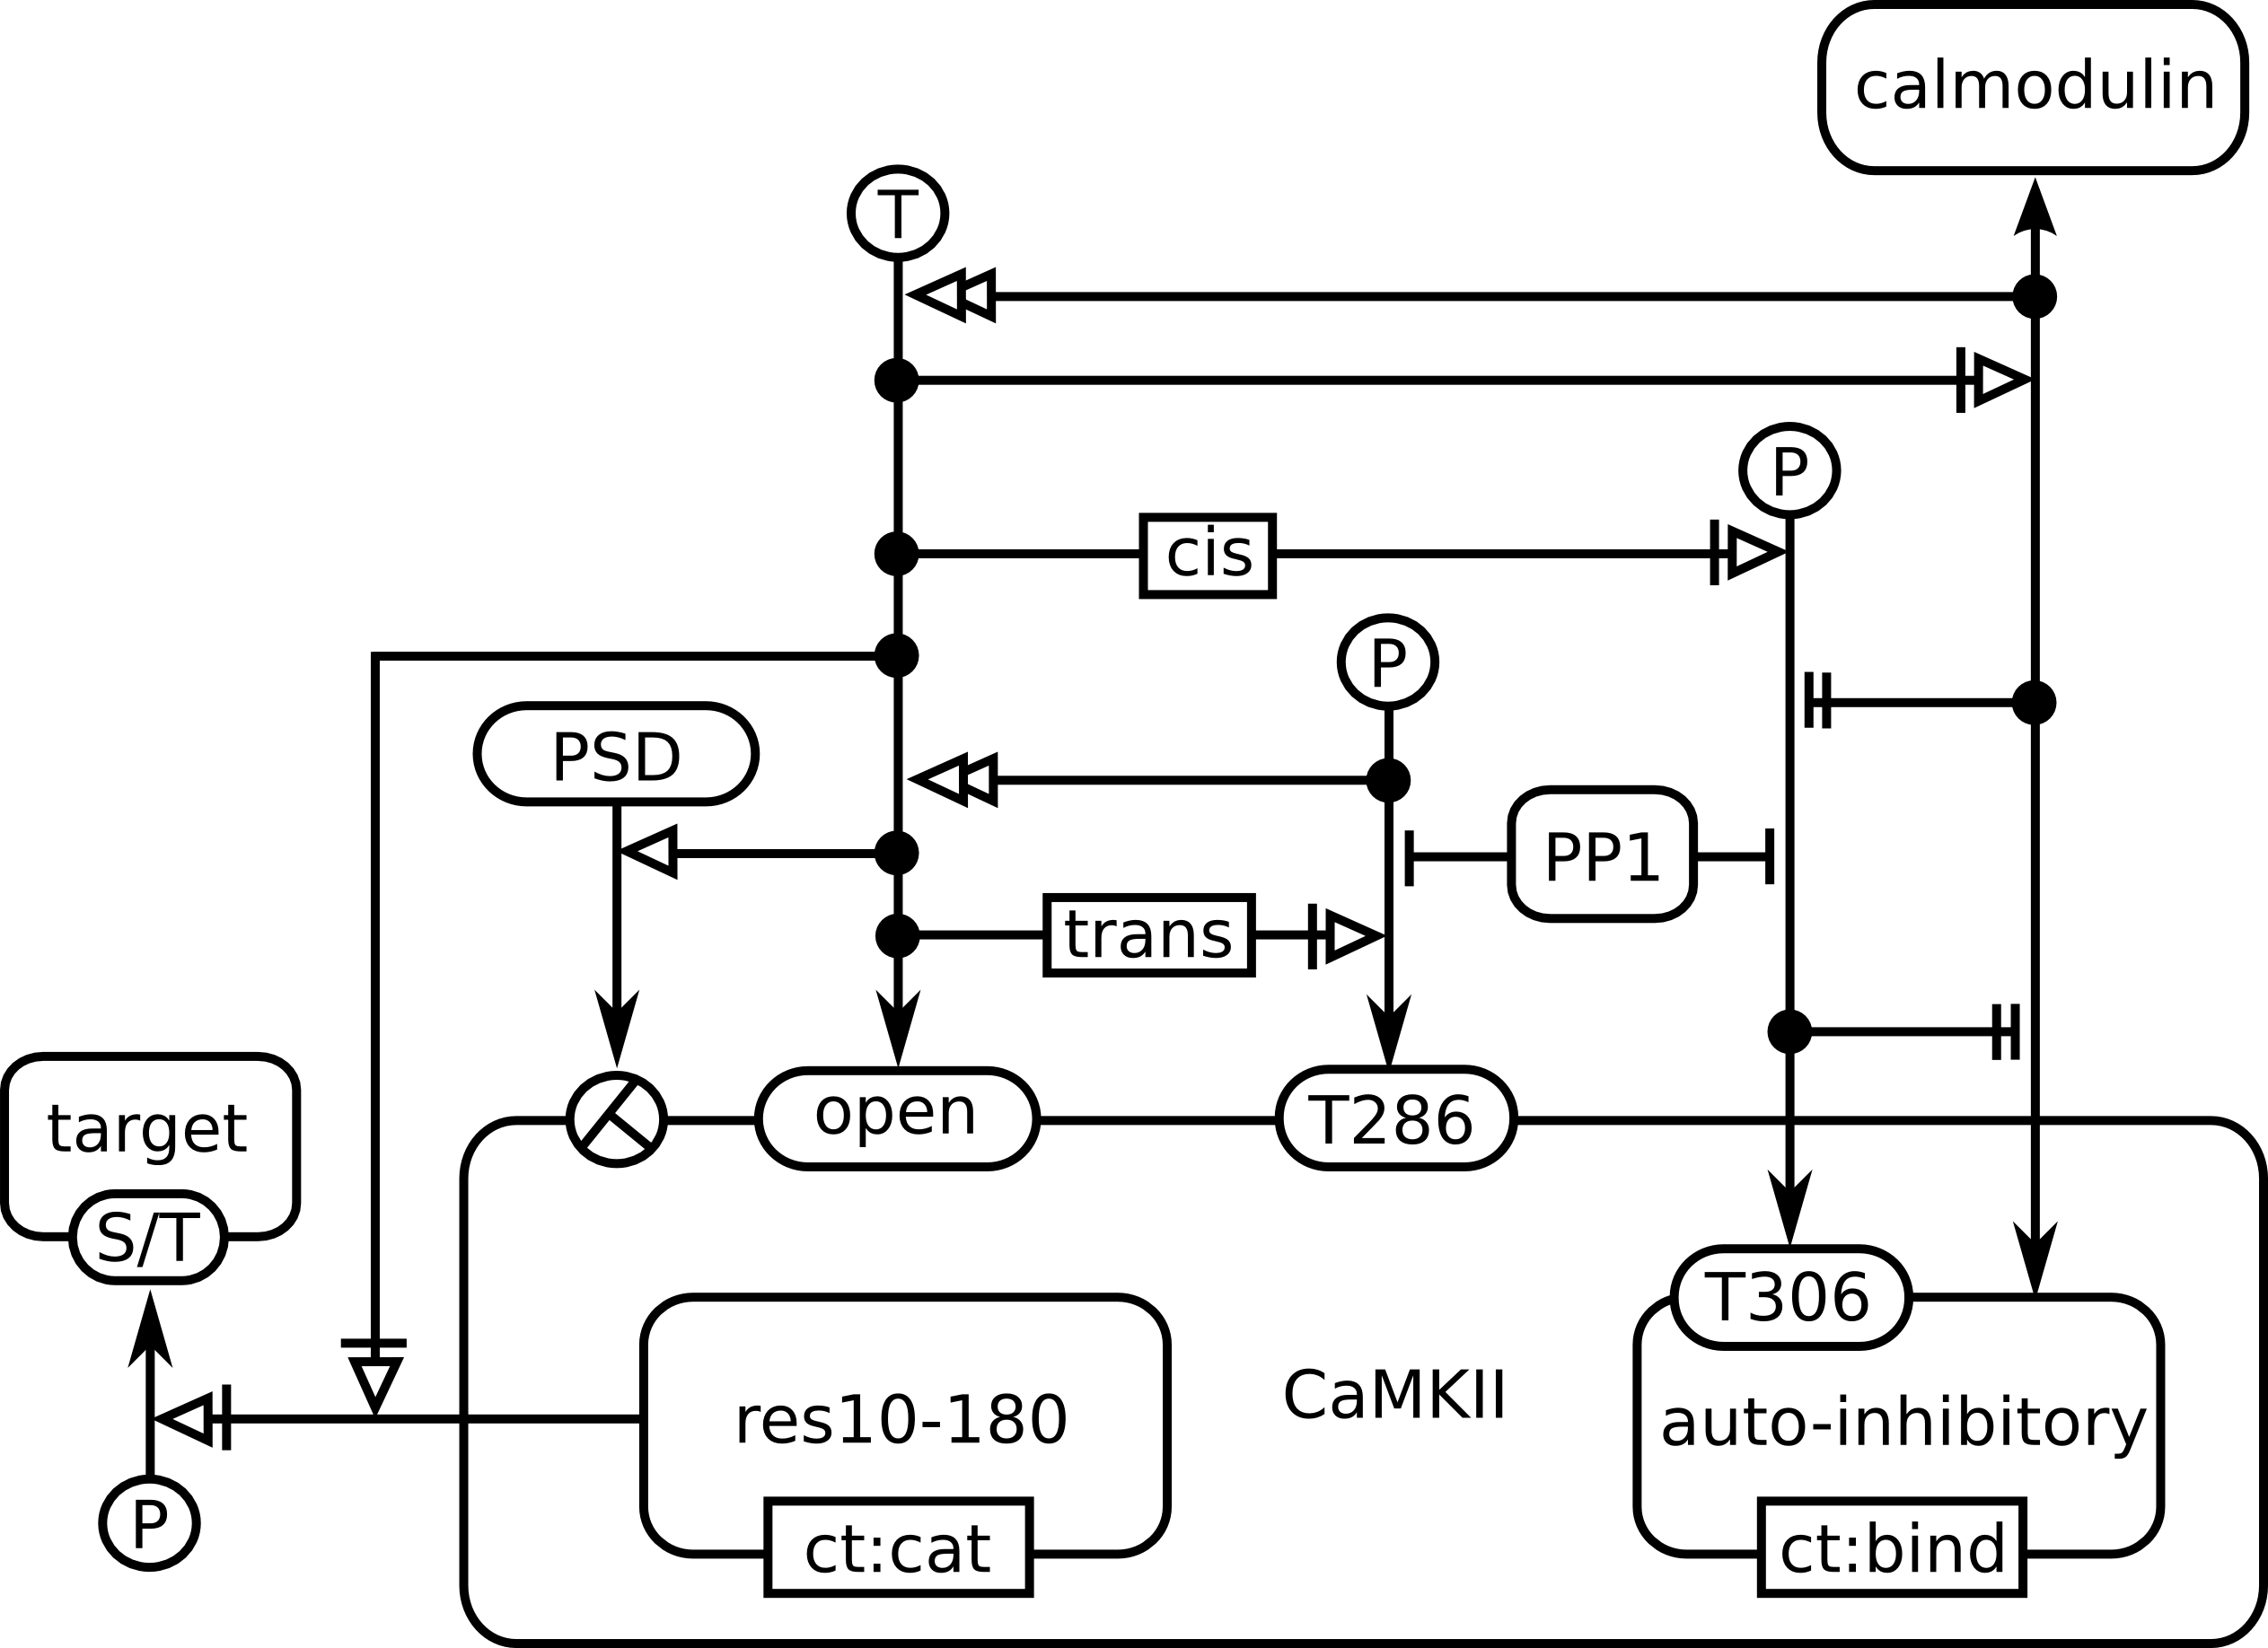 calmodulin
T
P
cis
P
PSD
PP1
trans
target
open
T286
S/T
T306
CaMKII
res10-180
auto-inhibitory
P
ct:cat
ct:bind